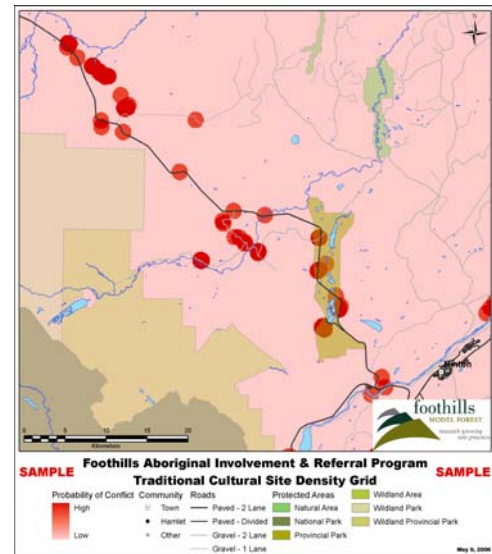 N
Hinton
0 5 10 15 20
Kilometers
foothills
MODEL FOREST
SAMPLE
Foothills Aboriginal Involvement & Referral Program
Traditional Cultural Site Density Grid
SAMPLE
Probability of Conflict
High
Low
Community
Town
Hamlet
Other
Roads
Paved - 2 Lane
Paved - Divided
Gravel - 2 Lane
Gravel - 1 Lane
Protected Areas
Natural Area
National Park
Provincial Park
Wildland Area
Wildland Park
Wildland Provincial Park